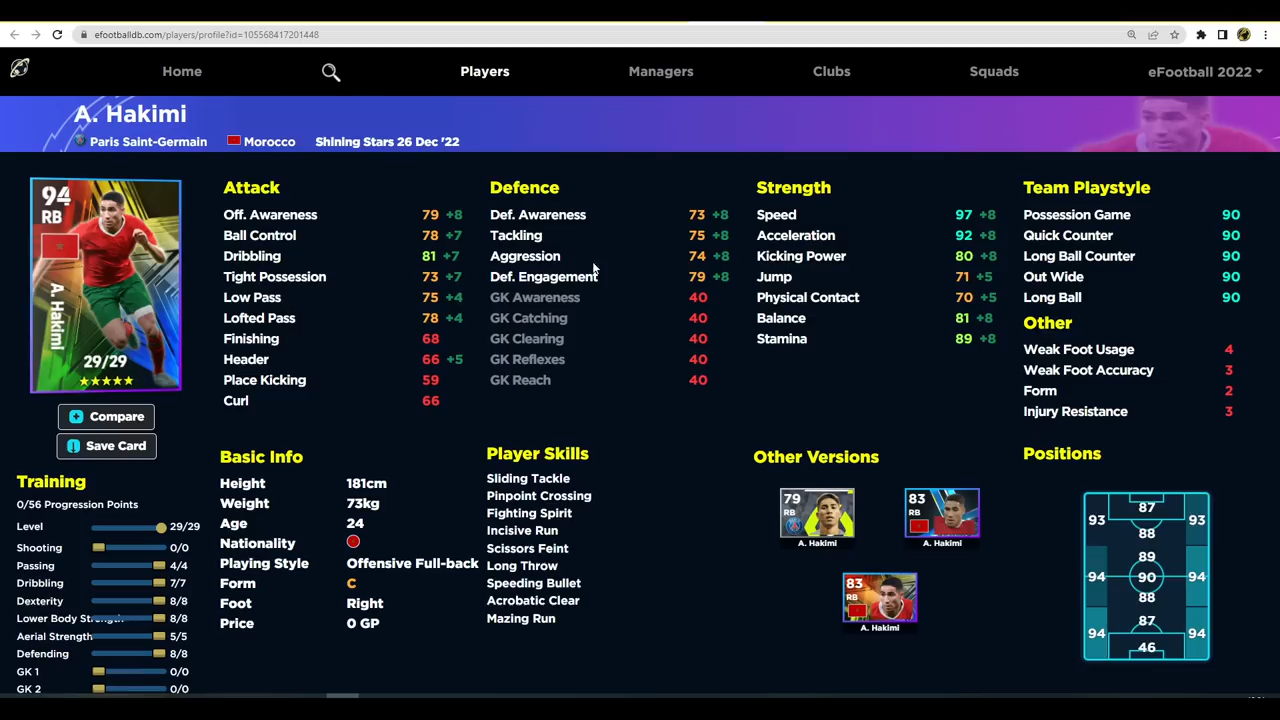 efootballdb.com/players/profile?id=105568417201448
Home
Players
Managers
Clubs
Squads
eFootball 2022
A. Hakimi
Paris Saint-Germain
Morocco
Shining Stars 26 Dec '22
94
RB
A. Hakimi
29/29
★★★★★
Compare
Save Card
Attack
Off. Awareness 79 +8
Ball Control 78 +7
Dribbling 81 +7
Tight Possession 73 +7
Low Pass 75 +4
Lofted Pass 78 +4
Finishing 68
Header 66 +5
Place Kicking 59
Curl 66
Defence
Def. Awareness 73 +8
Tackling 75 +8
Aggression 74 +8
Def. Engagement 79 +8
GK Awareness 40
GK Catching 40
GK Clearing 40
GK Reflexes 40
GK Reach 40
Strength
Speed 97 +8
Acceleration 92 +8
Kicking Power 80 +8
Jump 71 +5
Physical Contact 70 +5
Balance 81 +8
Stamina 89 +8
Team Playstyle
Possession Game 90
Quick Counter 90
Long Ball Counter 90
Out Wide 90
Long Ball 90
Other
Weak Foot Usage 4
Weak Foot Accuracy 3
Form 2
Injury Resistance 3
Training
0/56 Progression Points
Level 29/29
Shooting 0/0
Passing 4/4
Dribbling 7/7
Dexterity 8/8
Lower Body Strength 8/8
Aerial Strength 5/5
Defending 8/8
GK 1 0/0
GK 2 0/0
Basic Info
Height 181cm
Weight 73kg
Age 24
Nationality
Playing Style Offensive Full-back
Form C
Foot Right
Price 0 GP
Player Skills
Sliding Tackle
Pinpoint Crossing
Fighting Spirit
Incisive Run
Scissors Feint
Long Throw
Speeding Bullet
Acrobatic Clear
Mazing Run
Other Versions
79
RB
A. Hakimi
83
RB
A. Hakimi
83
RB
A. Hakimi
Positions
87
93 93
88
89
94 90 94
88
87
94 94
46